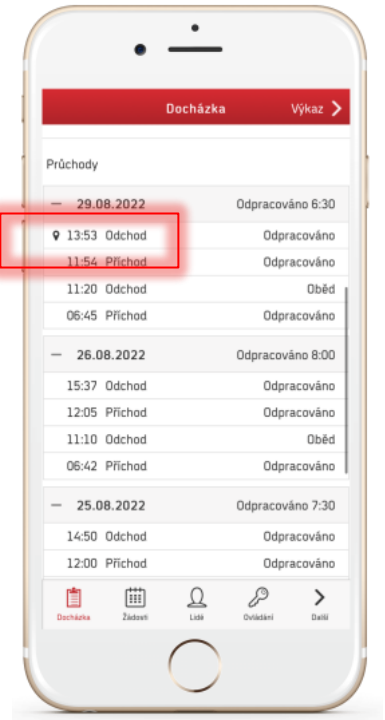 Docházka Výkaz
Průchody
29.08.2022 Odpracováno 6:30
13:53 Odchod Odpracováno
11:54 Příchod Odpracováno
11:20 Odchod Oběd
06:45 Příchod Odpracováno
26.08.2022 Odpracováno 8:00
15:37 Odchod Odpracováno
12:05 Příchod Odpracováno
11:10 Odchod Oběd
06:42 Příchod Odpracováno
25.08.2022 Odpracováno 7:30
14:50 Odchod Odpracováno
12:00 Příchod Odpracováno
Docházka Žádosti Lidé Ovládání Další